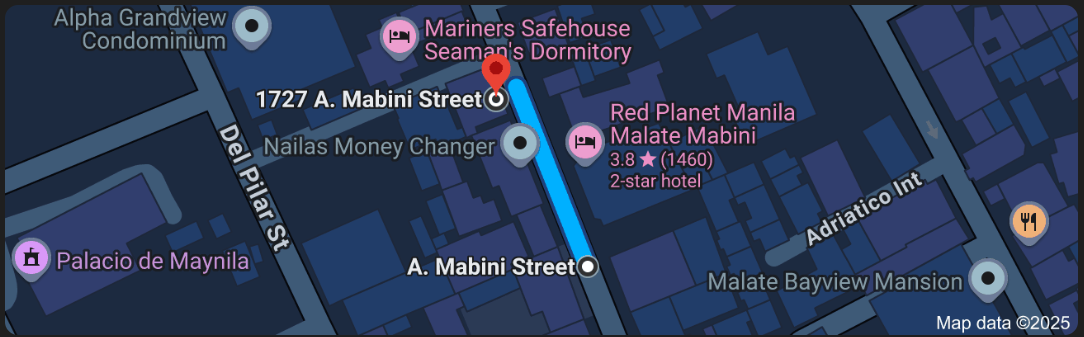 Alpha Grandview
Condominium
Mariners Safehouse
Seaman's Dormitory
1727 A. Mabini Street
Red Planet Manila
Malate Mabini
3.8 ★ (1460)
2-star hotel
Nailas Money Changer
Del Pilar St
Adriatico Int
Palacio de Maynila
A. Mabini Street
Malate Bayview Mansion
Map data ©2025